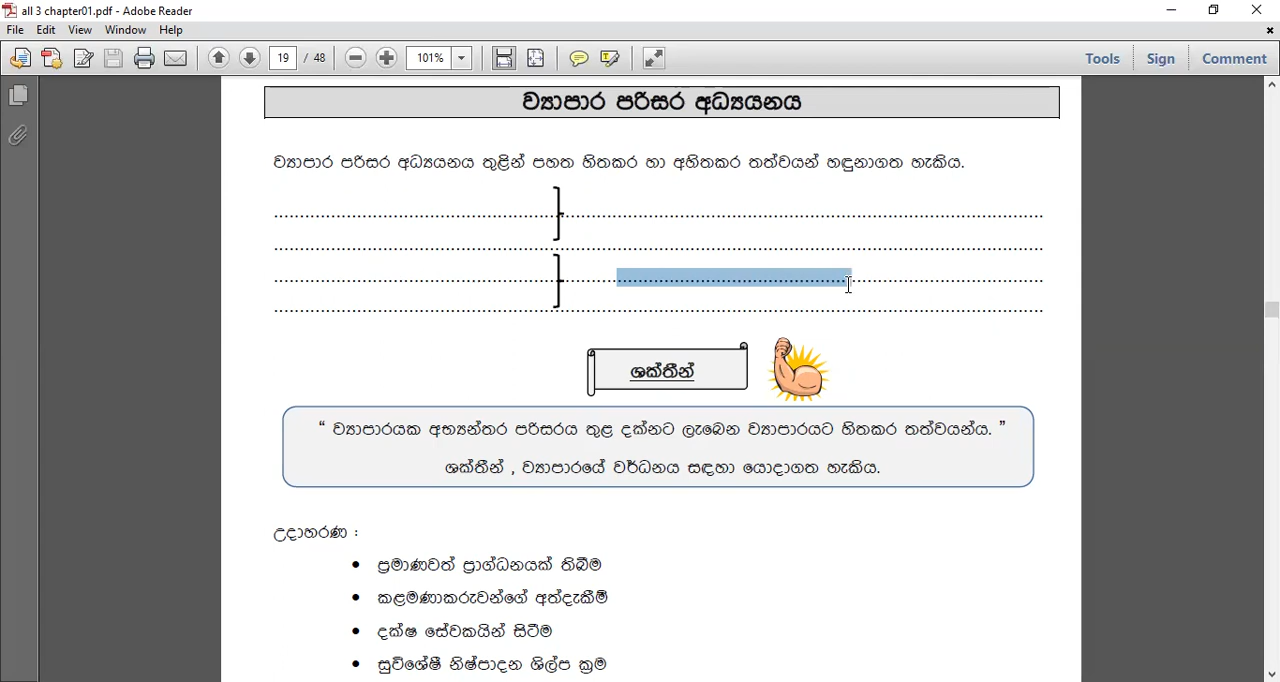 all 3 chapter01.pdf - Adobe Reader
File Edit View Window Help
19 / 48 101% Tools Sign Comment
ව්‍යාපාර පරිසර අධ්‍යයනය
ව්‍යාපාර පරිසර අධ්‍යයනය තුළින් පහත හිතකර හා අහිතකර තත්වයන් හඳුනාගත හැකිය.
........................................................................................................................
........................................................................................................................
........................................................................................................................
........................................................................................................................
ශක්තීන්
“ ව්‍යාපාරයක අභ්‍යන්තර පරිසරය තුළ දක්නට ලැබෙන ව්‍යාපාරයට හිතකර තත්වයන්ය. ”
ශක්තීන් , ව්‍යාපාරයේ වර්ධනය සඳහා යොදාගත හැකිය.
උදාහරණ :
• ප්‍රමාණවත් ප්‍රාග්ධනයක් තිබීම
• කළමණාකරුවන්ගේ අත්දැකීම්
• දක්ෂ සේවකයින් සිටීම
• සුවිශේෂී නිෂ්පාදන ශිල්ප ක්‍රම